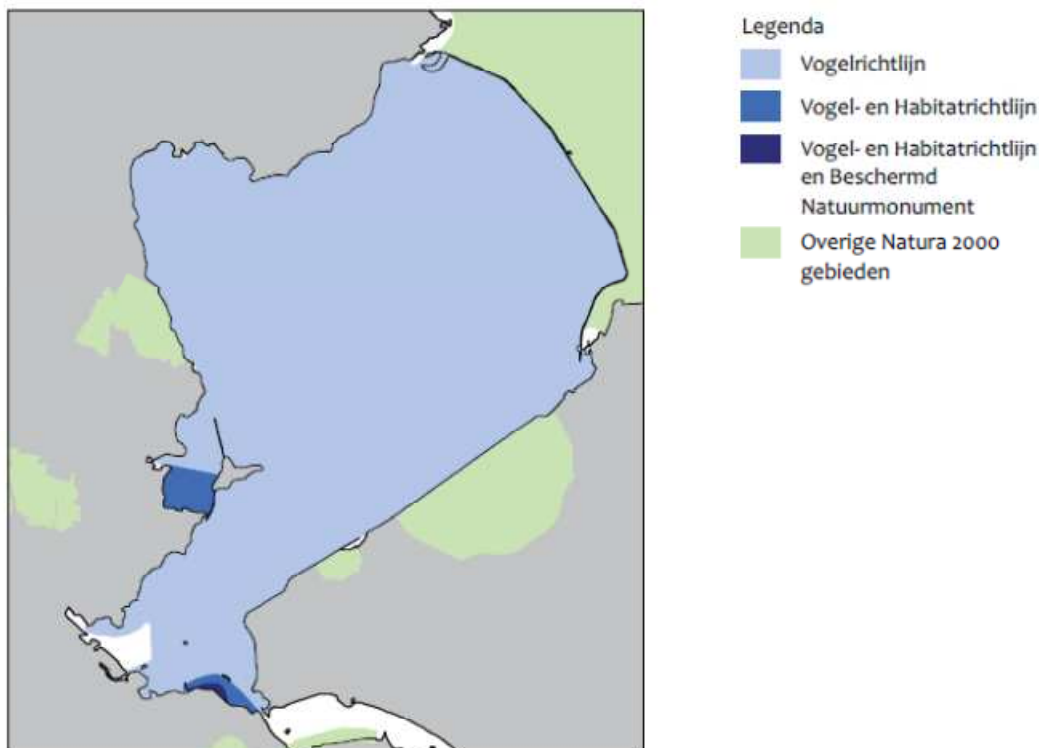 Legenda
Vogelrichtlijn
Vogel- en Habitatrichtlijn
Vogel- en Habitatrichtlijn
en Beschermd
Natuurmonument
Overige Natura 2000
gebieden